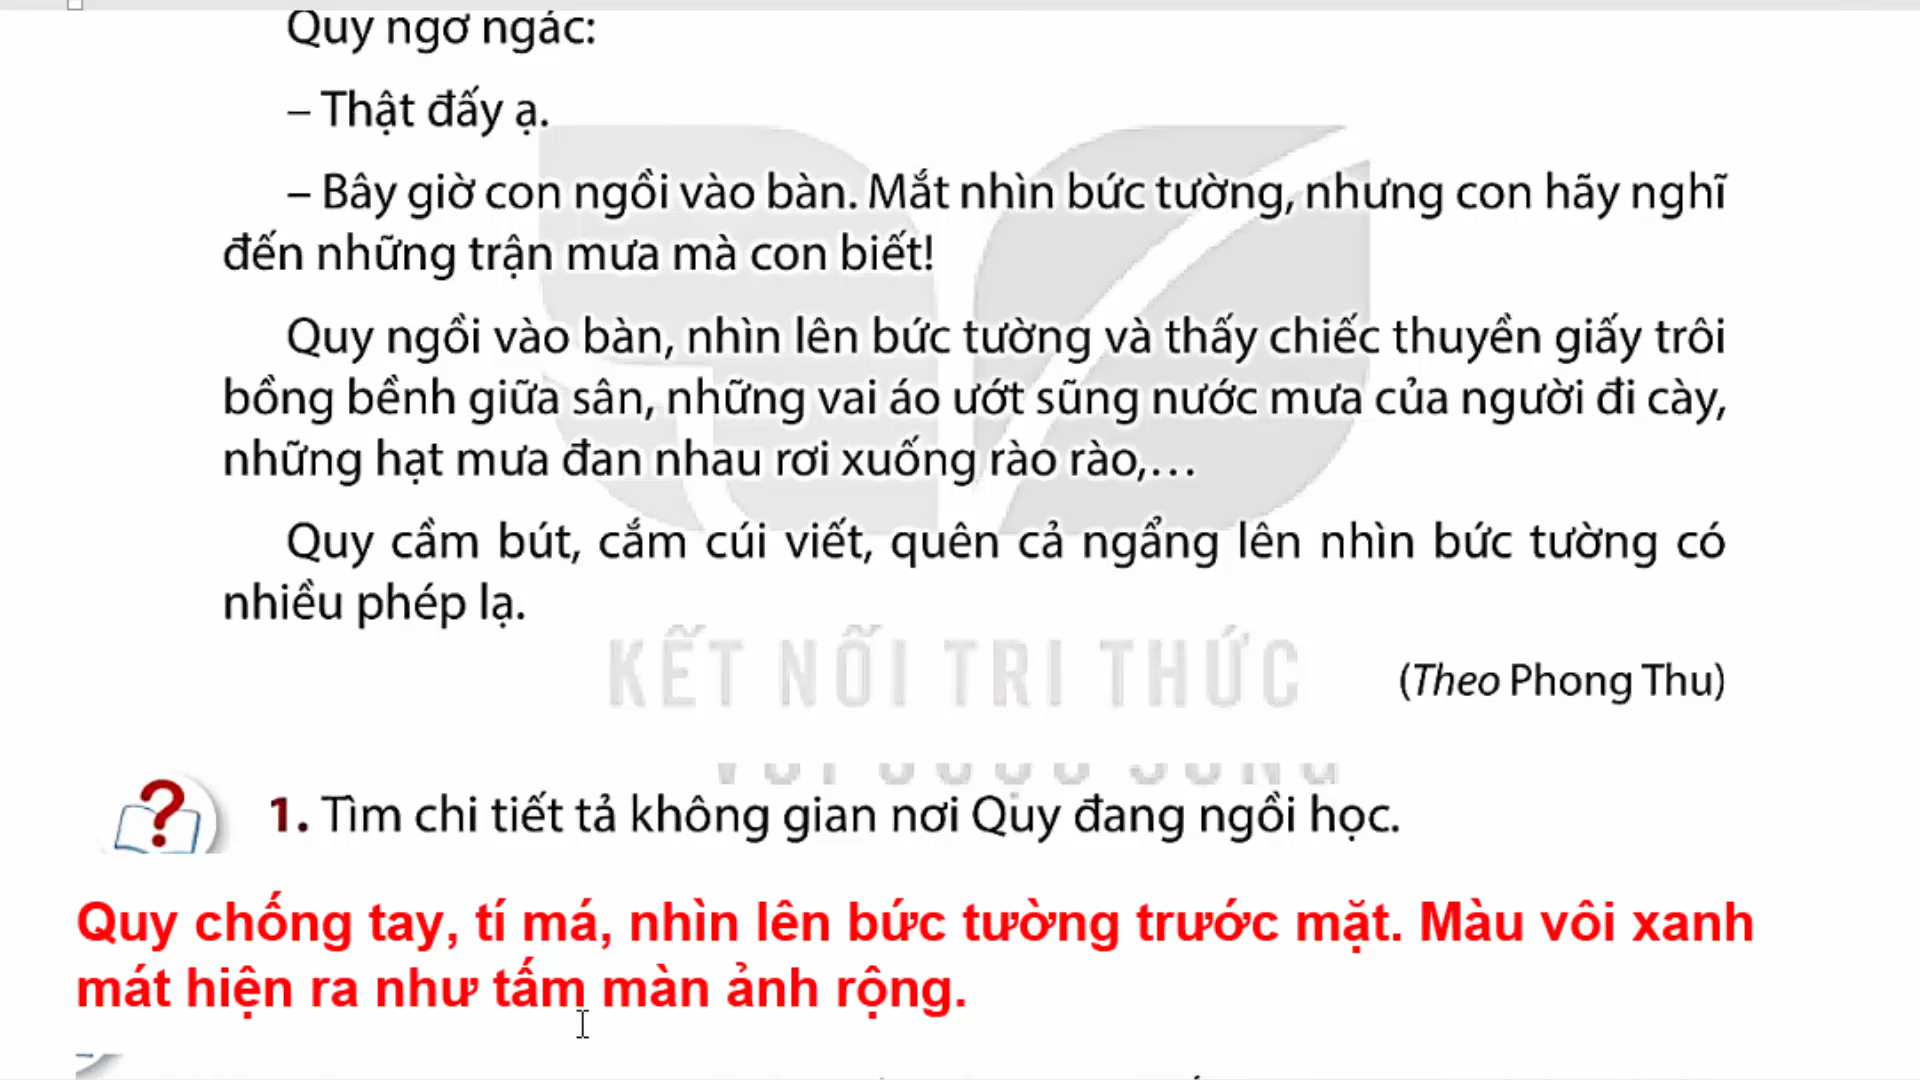 Quy ngơ ngác:
– Thật đấy ạ.
– Bây giờ con ngồi vào bàn. Mắt nhìn bức tường, nhưng con hãy nghĩ
đến những trận mưa mà con biết!
Quy ngồi vào bàn, nhìn lên bức tường và thấy chiếc thuyền giấy trôi
bồng bềnh giữa sân, những vai áo ướt sũng nước mưa của người đi cày,
những hạt mưa đan nhau rơi xuống rào rào,...
Quy cầm bút, cắm cúi viết, quên cả ngẩng lên nhìn bức tường có
nhiều phép lạ.
KẾT NỐI TRI THỨC
(Theo Phong Thu)
1. Tìm chi tiết tả không gian nơi Quy đang ngồi học.
Quy chống tay, tí má, nhìn lên bức tường trước mặt. Màu vôi xanh
mát hiện ra như tấm màn ảnh rộng.